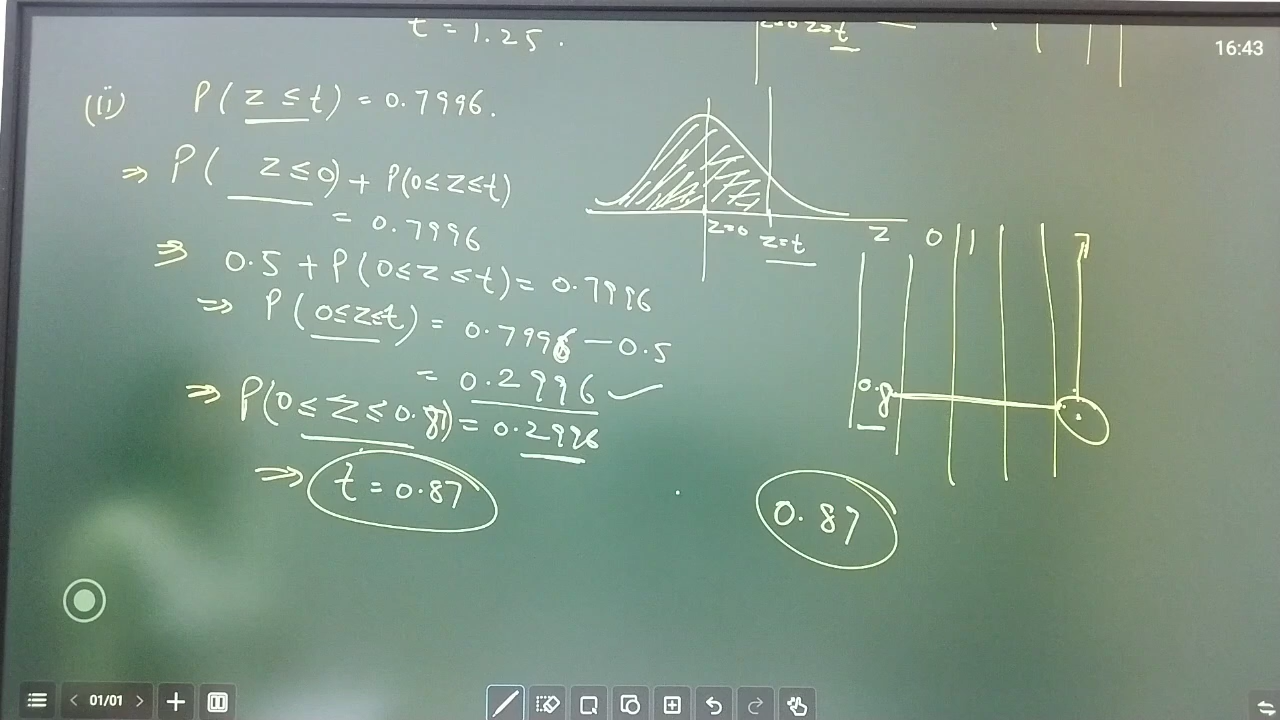 t = 1.25.
16:43
(ii) P(z ≤ t) = 0.7996.
⇒ P( z ≤ 0) + P(0 ≤ z ≤ t)
= 0.7996
⇒ 0.5 + P(0 ≤ z ≤ t) = 0.7996
⇒ P(0 ≤ z ≤ t) = 0.7996 – 0.5
= 0.2996 ✓
⇒ P(0 ≤ z ≤ 0.87) = 0.2996
⇒ t = 0.87
z=0 z=t
z=0 z=t
z 0 1 7
0.8
0.87
01/01